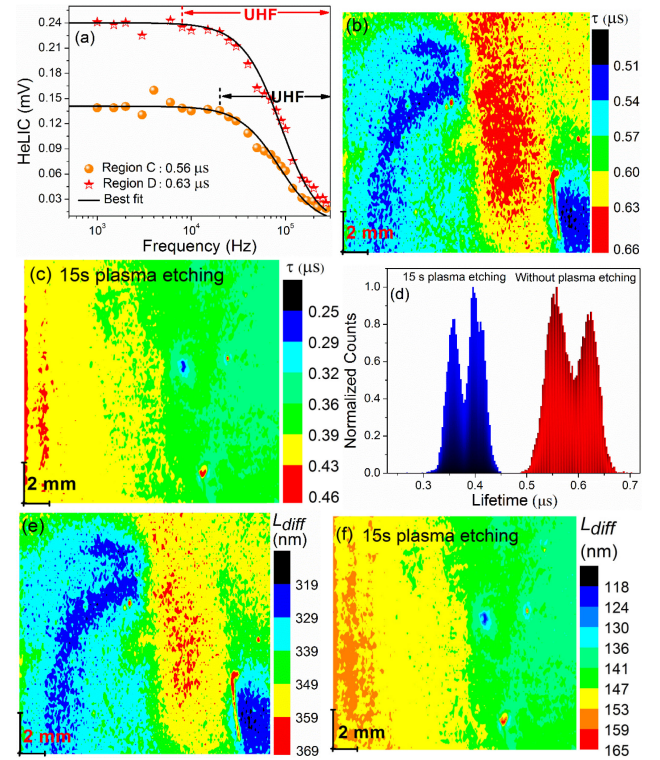 (a)
UHF
UHF
HeLIC (mV)
0.24
0.21
0.18
0.15
0.12
0.09
0.06
0.03
Region C : 0.56 μs
Region D : 0.63 μs
Best fit
10³
10⁴
10⁵
Frequency (Hz)
(b)
2 mm
τ (μs)
0.51
0.54
0.57
0.60
0.63
0.66
(c) 15s plasma etching
2 mm
τ (μs)
0.25
0.29
0.32
0.36
0.39
0.43
0.46
15 s plasma etching Without plasma etching
(d)
Normalized Counts
1.0
0.8
0.6
0.4
0.2
0.0
0.3 0.4 0.5 0.6 0.7
Lifetime (μs)
(e)
2 mm
Ldiff
(nm)
319
329
339
349
359
369
(f) 15s plasma etching
2 mm
Ldiff
(nm)
118
124
130
136
141
147
153
159
165